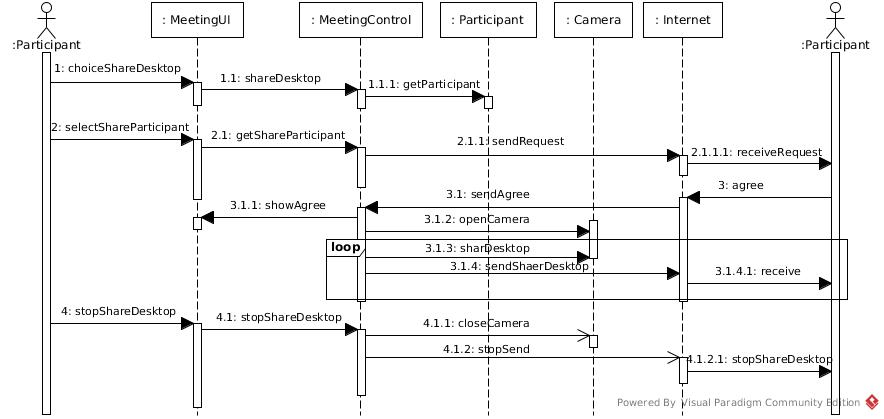 :Participant
: MeetingUI
: MeetingControl
: Participant
: Camera
: Internet
:Participant
1: choiceShareDesktop
1.1: shareDesktop
1.1.1: getParticipant
2: selectShareParticipant
2.1: getShareParticipant
2.1.1: sendRequest
2.1.1.1: receiveRequest
3: agree
3.1: sendAgree
3.1.1: showAgree
3.1.2: openCamera
loop
3.1.3: sharDesktop
3.1.4: sendShaerDesktop
3.1.4.1: receive
4: stopShareDesktop
4.1: stopShareDesktop
4.1.1: closeCamera
4.1.2: stopSend
4.1.2.1: stopShareDesktop
Powered By Visual Paradigm Community Edition